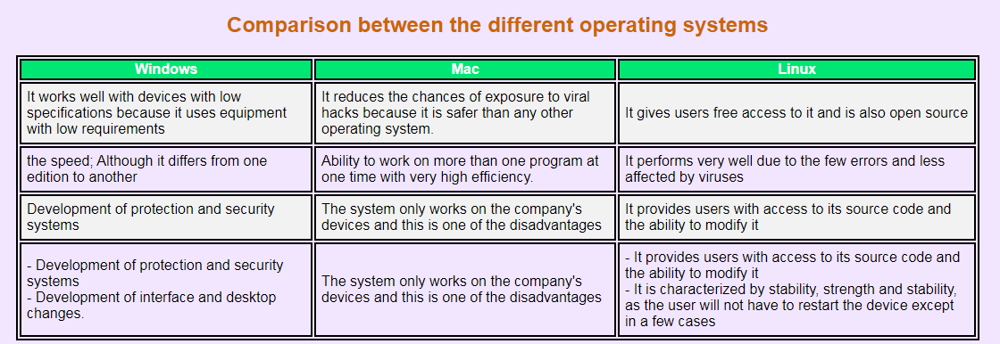 Comparison between the different operating systems
Windows
Mac
Linux
It works well with devices with low
specifications because it uses equipment
with low requirements
It reduces the chances of exposure to viral
hacks because it is safer than any other
operating system.
It gives users free access to it and is also open source
the speed; Although it differs from one
edition to another
Ability to work on more than one program at
one time with very high efficiency.
It performs very well due to the few errors and less
affected by viruses
Development of protection and security
systems
The system only works on the company's
devices and this is one of the disadvantages
It provides users with access to its source code and
the ability to modify it
- Development of protection and security
systems
- Development of interface and desktop
changes.
The system only works on the company's
devices and this is one of the disadvantages
- It provides users with access to its source code and
the ability to modify it
- It is characterized by stability, strength and stability,
as the user will not have to restart the device except
in a few cases